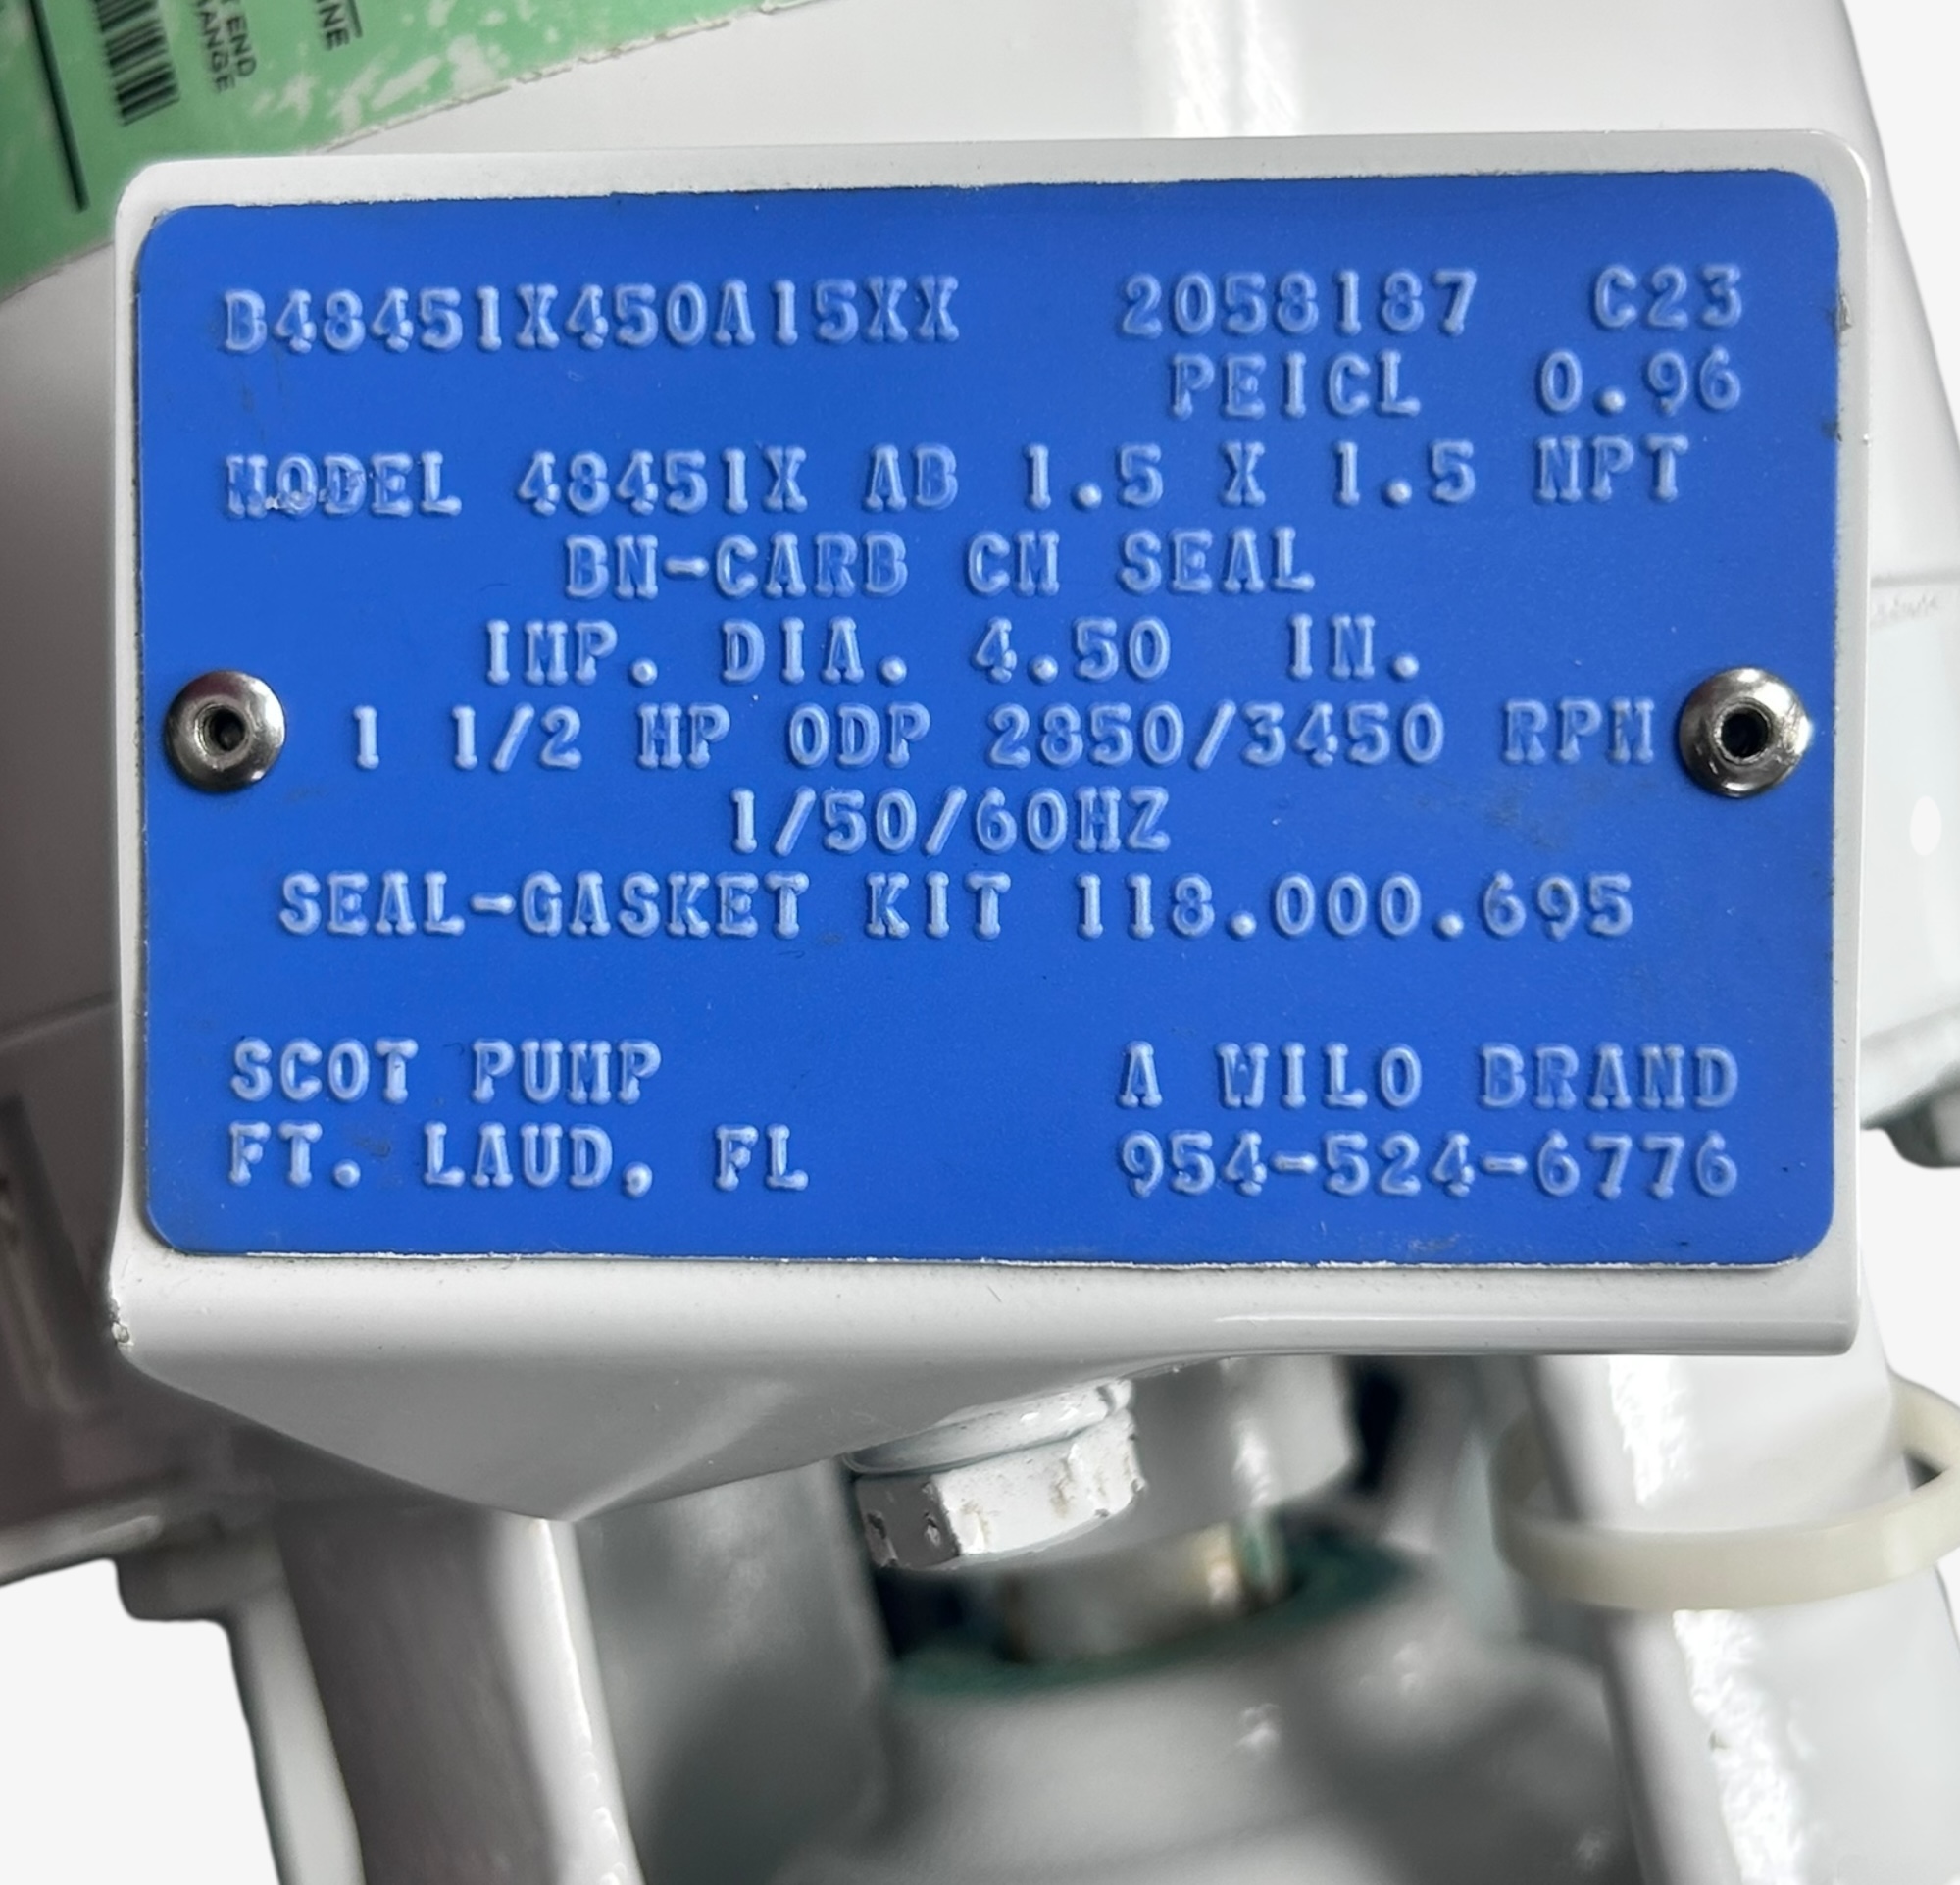 END
B48451X450A15XX 2058187 C23
PEICL 0.96
MODEL 48451X AB 1.5 X 1.5 NPT
BN-CARB CM SEAL
IMP. DIA. 4.50 IN.
1 1/2 HP ODP 2850/3450 RPM
1/50/60HZ
SEAL-GASKET KIT 118.000.695
SCOT PUMP A WILO BRAND
FT. LAUD, FL 954-524-6776